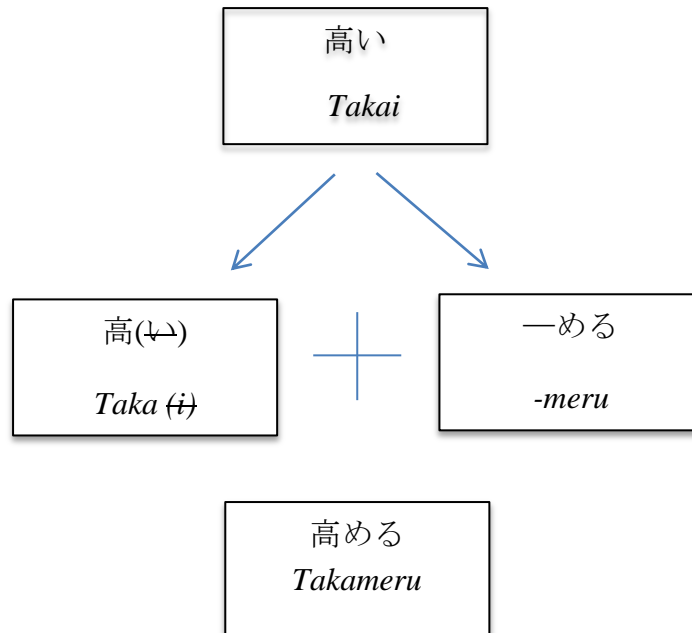 高い
Takai
高(い)
Taka (i)
―める
-meru
高める
Takameru